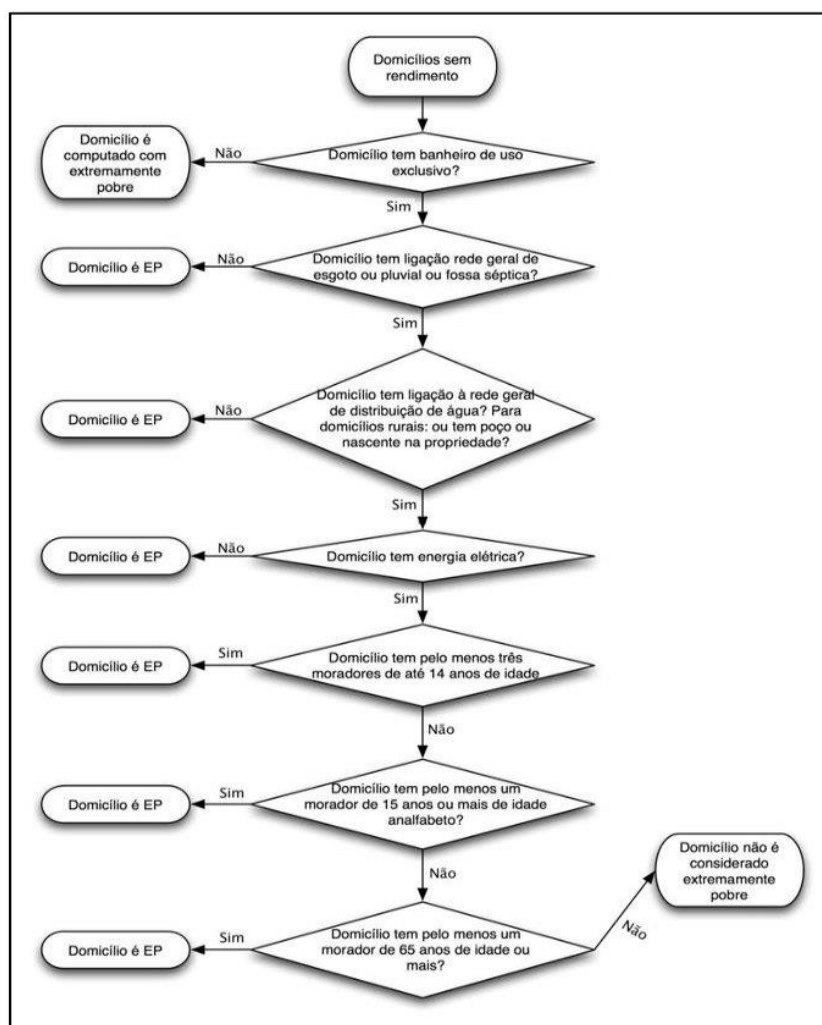 Domicílios sem
rendimento
Domicílio é
computado com
extremamente
pobre
Não
Domicílio tem banheiro de uso
exclusivo?
Sim
Domicílio é EP
Não
Domicílio tem ligação rede geral de
esgoto ou pluvial ou fossa séptica?
Sim
Domicílio é EP
Não
Domicílio tem ligação à rede geral
de distribuição de água? Para
domicílios rurais: ou tem poço ou
nascente na propriedade?
Sim
Domicílio é EP
Não
Domicílio tem energia elétrica?
Sim
Domicílio é EP
Sim
Domicílio tem pelo menos três
moradores de até 14 anos de idade
Não
Domicílio é EP
Sim
Domicílio tem pelo menos um
morador de 15 anos ou mais de idade
analfabeto?
Não
Domicílio não é
considerado
extremamente
pobre
Domicílio é EP
Sim
Domicílio tem pelo menos um
morador de 65 anos de idade ou
mais?
Não